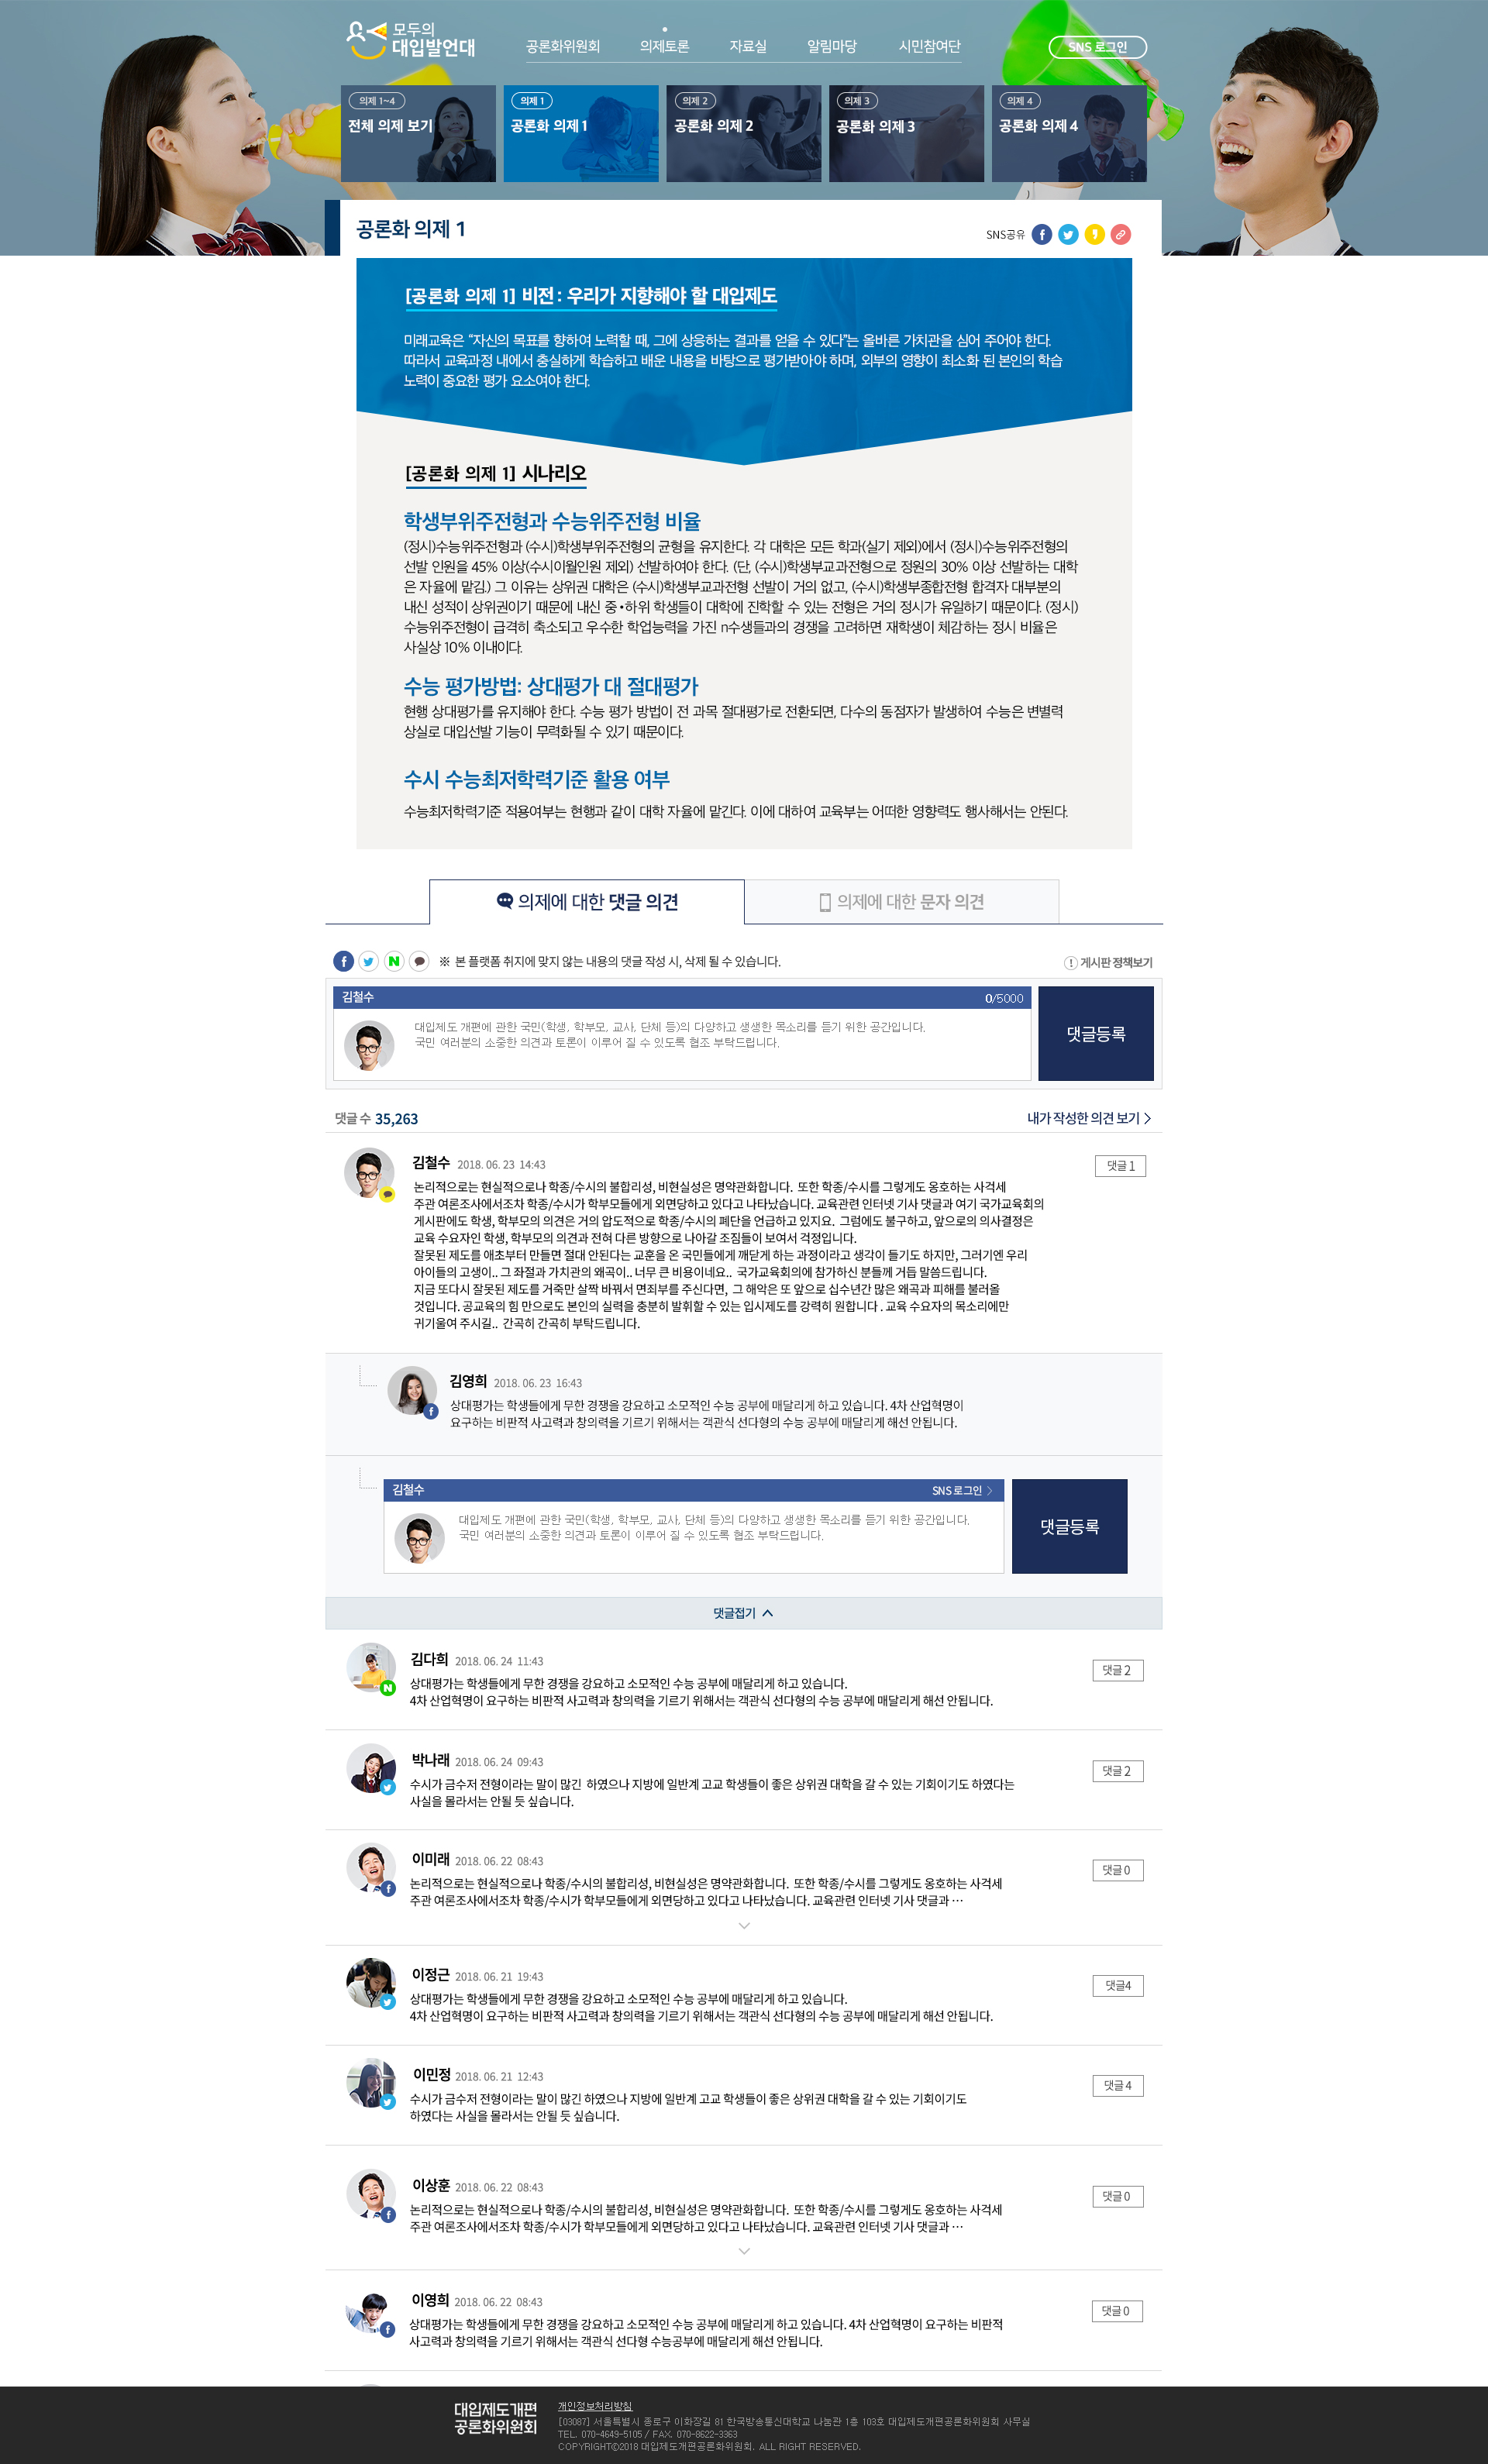 모두의
대입발언대
공론화위원회 의제토론 자료실 알림마당 시민참여단
SNS 로그인
의제 1~4
전체 의제 보기
의제 1
공론화 의제 1
의제 2
공론화 의제 2
의제 3
공론화 의제 3
의제 4
공론화 의제 4
공론화 의제 1
SNS공유
[공론화 의제 1] 비전 : 우리가 지향해야 할 대입제도
미래교육은 “자신의 목표를 향하여 노력할 때, 그에 상응하는 결과를 얻을 수 있다”는 올바른 가치관을 심어 주어야 한다.
따라서 교육과정 내에서 충실하게 학습하고 배운 내용을 바탕으로 평가받아야 하며, 외부의 영향이 최소화 된 본인의 학습
노력이 중요한 평가 요소여야 한다.
[공론화 의제 1] 시나리오
학생부위주전형과 수능위주전형 비율
(정시)수능위주전형과 (수시)학생부위주전형의 균형을 유지한다. 각 대학은 모든 학과(실기 제외)에서 (정시)수능위주전형의
선발 인원을 45% 이상(수시이월인원 제외) 선발하여야 한다. (단, (수시)학생부교과전형으로 정원의 30% 이상 선발하는 대학
은 자율에 맡김.) 그 이유는 상위권 대학은 (수시)학생부교과전형 선발이 거의 없고, (수시)학생부종합전형 합격자 대부분의
내신 성적이 상위권이기 때문에 내신 중•하위 학생들이 대학에 진학할 수 있는 전형은 거의 정시가 유일하기 때문이다. (정시)
수능위주전형이 급격히 축소되고 우수한 학업능력을 가진 n수생들과의 경쟁을 고려하면 재학생이 체감하는 정시 비율은
사실상 10% 이내이다.
수능 평가방법: 상대평가 대 절대평가
현행 상대평가를 유지해야 한다. 수능 평가 방법이 전 과목 절대평가로 전환되면, 다수의 동점자가 발생하여 수능은 변별력
상실로 대입선발 기능이 무력화될 수 있기 때문이다.
수시 수능최저학력기준 활용 여부
수능최저학력기준 적용여부는 현행과 같이 대학 자율에 맡긴다. 이에 대하여 교육부는 어떠한 영향력도 행사해서는 안된다.
의제에 대한 댓글 의견
의제에 대한 문자 의견
※ 본 플랫폼 취지에 맞지 않는 내용의 댓글 작성 시, 삭제 될 수 있습니다.
게시판 정책보기
김철수 0/5000
대입제도 개편에 관한 국민(학생, 학부모, 교사, 단체 등)의 다양하고 생생한 목소리를 듣기 위한 공간입니다.
국민 여러분의 소중한 의견과 토론이 이루어 질 수 있도록 협조 부탁드립니다.
댓글등록
댓글 수 35,263
내가 작성한 의견 보기
김철수 2018. 06. 23 14:43
댓글 1
논리적으로는 현실적으로나 학종/수시의 불합리성, 비현실성은 명약관화합니다. 또한 학종/수시를 그렇게도 옹호하는 사걱세
주관 여론조사에서조차 학종/수시가 학부모들에게 외면당하고 있다고 나타났습니다. 교육관련 인터넷 기사 댓글과 여기 국가교육회의
게시판에도 학생, 학부모의 의견은 거의 압도적으로 학종/수시의 폐단을 언급하고 있지요. 그럼에도 불구하고, 앞으로의 의사결정은
교육 수요자인 학생, 학부모의 의견과 전혀 다른 방향으로 나아갈 조짐들이 보여서 걱정입니다.
잘못된 제도를 애초부터 만들면 절대 안된다는 교훈을 온 국민들에게 깨닫게 하는 과정이라고 생각이 들기도 하지만, 그러기엔 우리
아이들의 고생이.. 그 좌절과 가치관의 왜곡이.. 너무 큰 비용이네요.. 국가교육회의에 참가하신 분들께 거듭 말씀드립니다.
지금 또다시 잘못된 제도를 거죽만 살짝 바꿔서 면죄부를 주신다면, 그 해악은 또 앞으로 십수년간 많은 왜곡과 피해를 불러올
것입니다. 공교육의 힘 만으로도 본인의 실력을 충분히 발휘할 수 있는 입시제도를 강력히 원합니다 . 교육 수요자의 목소리에만
귀기울여 주시길.. 간곡히 간곡히 부탁드립니다.
김영희 2018. 06. 23 16:43
상대평가는 학생들에게 무한 경쟁을 강요하고 소모적인 수능 공부에 매달리게 하고 있습니다. 4차 산업혁명이
요구하는 비판적 사고력과 창의력을 기르기 위해서는 객관식 선다형의 수능 공부에 매달리게 해선 안됩니다.
김철수 SNS 로그인
대입제도 개편에 관한 국민(학생, 학부모, 교사, 단체 등)의 다양하고 생생한 목소리를 듣기 위한 공간입니다.
국민 여러분의 소중한 의견과 토론이 이루어 질 수 있도록 협조 부탁드립니다.
댓글등록
댓글접기
김다희 2018. 06. 24 11:43
댓글 2
상대평가는 학생들에게 무한 경쟁을 강요하고 소모적인 수능 공부에 매달리게 하고 있습니다.
4차 산업혁명이 요구하는 비판적 사고력과 창의력을 기르기 위해서는 객관식 선다형의 수능 공부에 매달리게 해선 안됩니다.
박나래 2018. 06. 24 09:43
댓글 2
수시가 금수저 전형이라는 말이 많긴 하였으나 지방에 일반계 고교 학생들이 좋은 상위권 대학을 갈 수 있는 기회이기도 하였다는
사실을 몰라서는 안될 듯 싶습니다.
이미래 2018. 06. 22 08:43
댓글 0
논리적으로는 현실적으로나 학종/수시의 불합리성, 비현실성은 명약관화합니다. 또한 학종/수시를 그렇게도 옹호하는 사걱세
주관 여론조사에서조차 학종/수시가 학부모들에게 외면당하고 있다고 나타났습니다. 교육관련 인터넷 기사 댓글과 …
이정근 2018. 06. 21 19:43
댓글4
상대평가는 학생들에게 무한 경쟁을 강요하고 소모적인 수능 공부에 매달리게 하고 있습니다.
4차 산업혁명이 요구하는 비판적 사고력과 창의력을 기르기 위해서는 객관식 선다형의 수능 공부에 매달리게 해선 안됩니다.
이민정 2018. 06. 21 12:43
댓글 4
수시가 금수저 전형이라는 말이 많긴 하였으나 지방에 일반계 고교 학생들이 좋은 상위권 대학을 갈 수 있는 기회이기도
하였다는 사실을 몰라서는 안될 듯 싶습니다.
이상훈 2018. 06. 22 08:43
댓글 0
논리적으로는 현실적으로나 학종/수시의 불합리성, 비현실성은 명약관화합니다. 또한 학종/수시를 그렇게도 옹호하는 사걱세
주관 여론조사에서조차 학종/수시가 학부모들에게 외면당하고 있다고 나타났습니다. 교육관련 인터넷 기사 댓글과 …
이영희 2018. 06. 22 08:43
댓글 0
상대평가는 학생들에게 무한 경쟁을 강요하고 소모적인 수능 공부에 매달리게 하고 있습니다. 4차 산업혁명이 요구하는 비판적
사고력과 창의력을 기르기 위해서는 객관식 선다형 수능공부에 매달리게 해선 안됩니다.
대입제도개편
공론화위원회
개인정보처리방침
[03087] 서울특별시 종로구 이화장길 81 한국방송통신대학교 나눔관 1층 103호 대입제도개편공론화위원회 사무실
TEL. 070-4649-5105 / FAX. 070-8622-3363
COPYRIGHT©2018 대입제도개편공론화위원회. ALL RIGHT RESERVED.